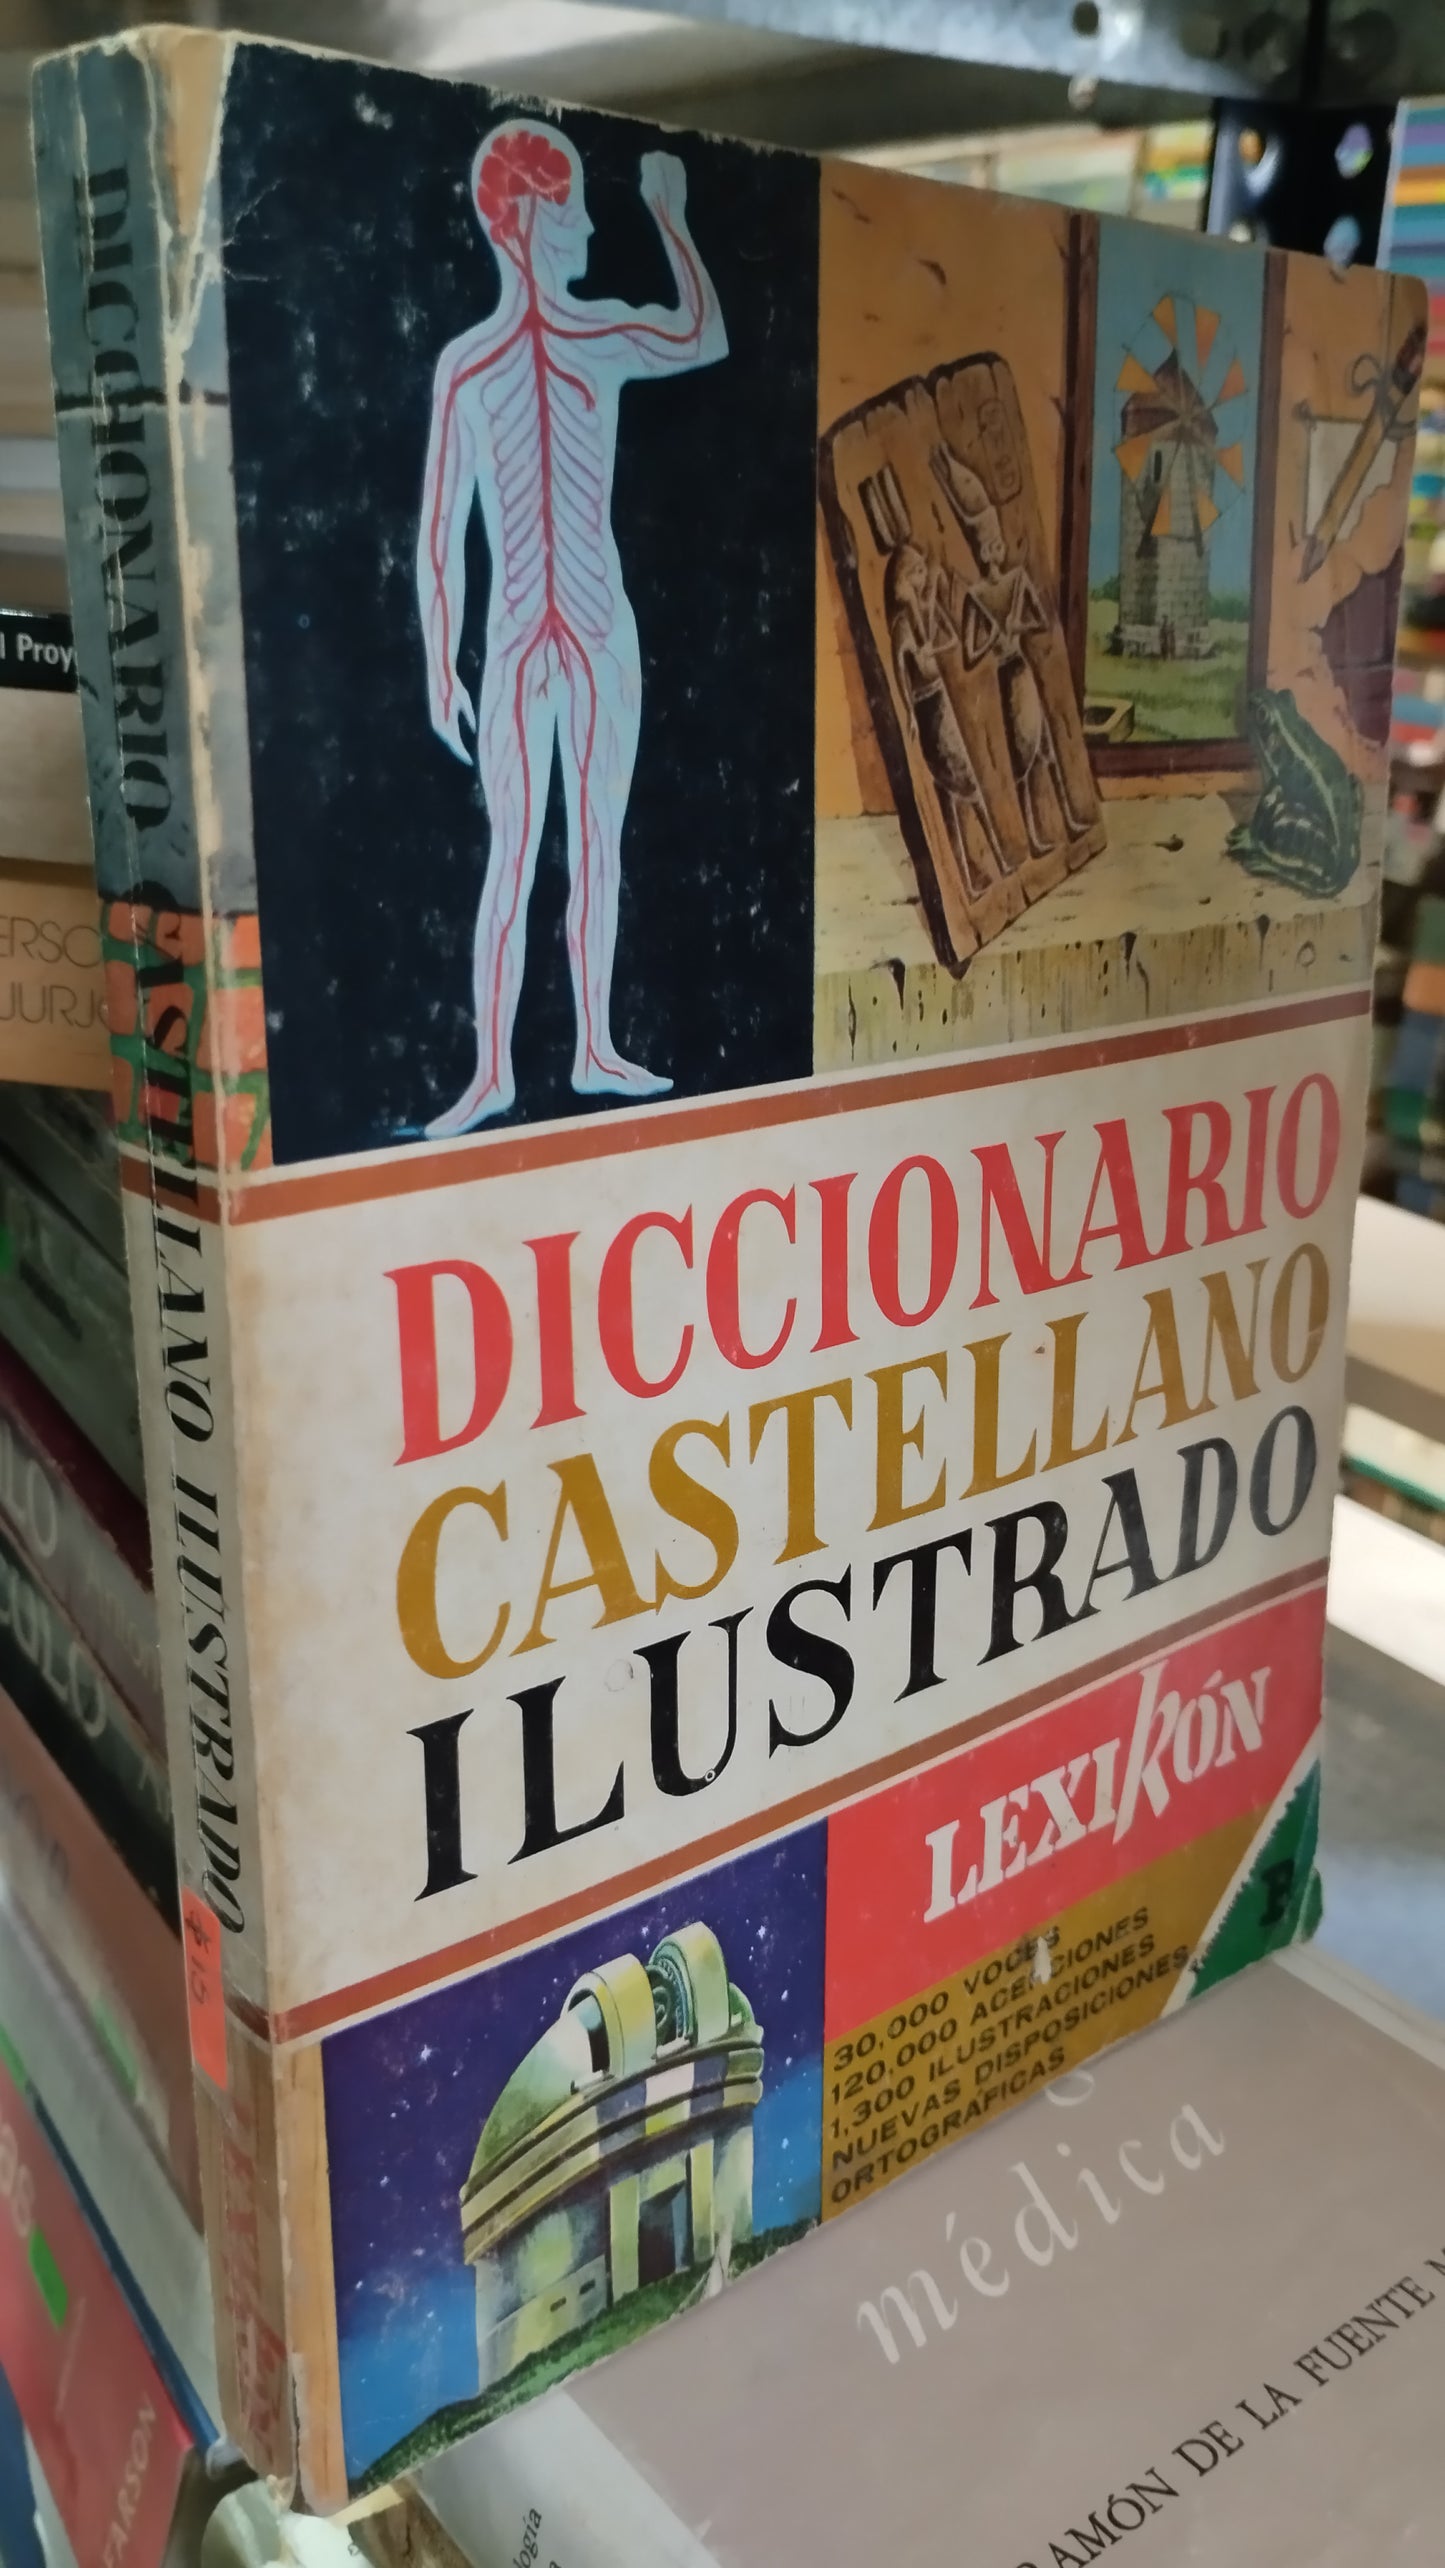 DICCIONARIO
CASTELLANO
ILUSTRADO
LEXIKÓN
30,000 VOCES
120,000 ACEPCIONES
1,300 ILUSTRACIONES
NUEVAS DISPOSICIONES
ORTOGRÁFICAS
DICCIONARIO CASTELLANO ILUSTRADO
$15
médica
RAMÓN DE LA FUENTE